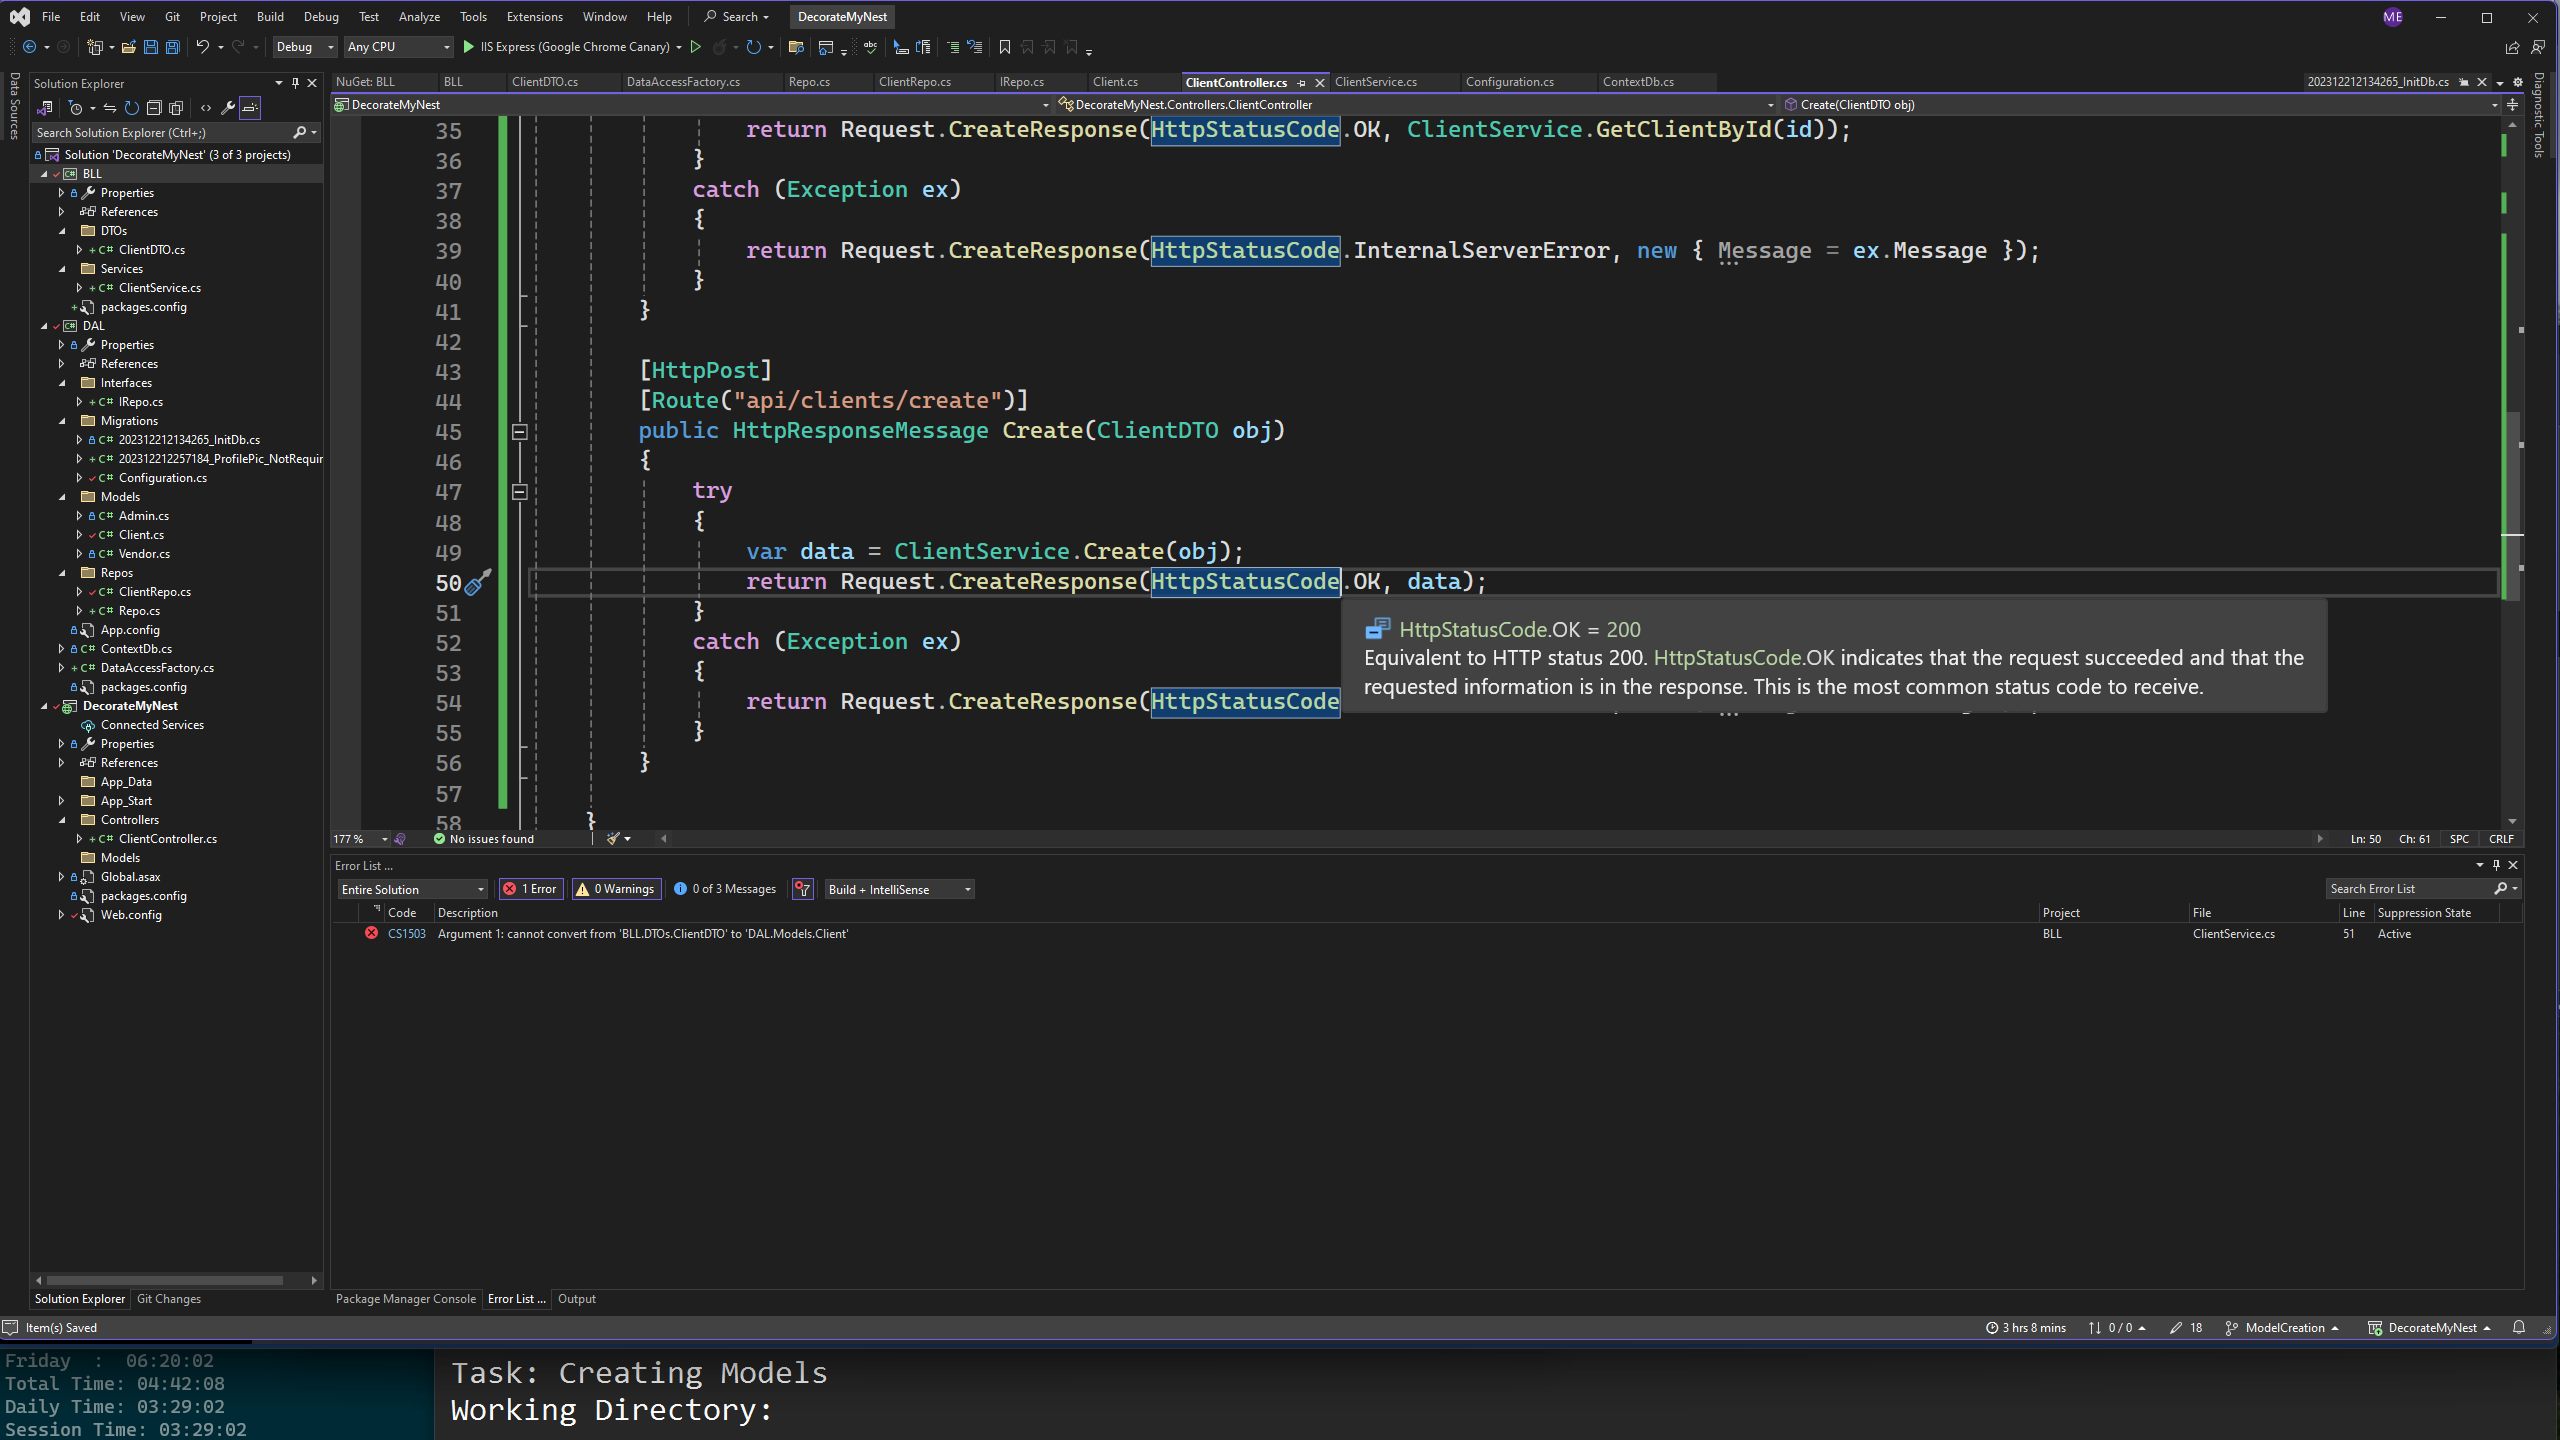 File Edit View Git Project Build Debug Test Analyze Tools Extensions Window Help Search DecorateMyNest ME
Debug Any CPU IIS Express (Google Chrome Canary)
Data Sources
Solution Explorer
Search Solution Explorer (Ctrl+;)
Solution 'DecorateMyNest' (3 of 3 projects)
BLL
Properties
References
DTOs
C# ClientDTO.cs
Services
C# ClientService.cs
packages.config
DAL
Properties
References
Interfaces
C# IRepo.cs
Migrations
C# 202312212134265_InitDb.cs
C# 202312212257184_ProfilePic_NotRequir
C# Configuration.cs
Models
C# Admin.cs
C# Client.cs
C# Vendor.cs
Repos
C# ClientRepo.cs
C# Repo.cs
App.config
C# ContextDb.cs
C# DataAccessFactory.cs
packages.config
DecorateMyNest
Connected Services
Properties
References
App_Data
App_Start
Controllers
C# ClientController.cs
Models
Global.asax
packages.config
Web.config
Solution Explorer Git Changes
NuGet: BLL BLL ClientDTO.cs DataAccessFactory.cs Repo.cs ClientRepo.cs IRepo.cs Client.cs ClientController.cs ClientService.cs Configuration.cs ContextDb.cs 202312212134265_InitDb.cs
DecorateMyNest DecorateMyNest.Controllers.ClientController Create(ClientDTO obj)
Diagnostic Tools
35 return Request.CreateResponse(HttpStatusCode.OK, ClientService.GetClientById(id));
36 }
37 catch (Exception ex)
38 {
39 return Request.CreateResponse(HttpStatusCode.InternalServerError, new { Message = ex.Message });
40 }
41 }
42
43 [HttpPost]
44 [Route("api/clients/create")]
45 public HttpResponseMessage Create(ClientDTO obj)
46 {
47 try
48 {
49 var data = ClientService.Create(obj);
50 return Request.CreateResponse(HttpStatusCode.OK, data);
51 }
52 catch (Exception ex)
53 {
54 return Request.CreateResponse(HttpStatusCode
55 }
56 }
57
58 }
HttpStatusCode.OK = 200
Equivalent to HTTP status 200. HttpStatusCode.OK indicates that the request succeeded and that the
requested information is in the response. This is the most common status code to receive.
177 % No issues found Ln: 50 Ch: 61 SPC CRLF
Error List ...
Entire Solution 1 Error 0 Warnings 0 of 3 Messages Build + IntelliSense Search Error List
Code Description Project File Line Suppression State
CS1503 Argument 1: cannot convert from 'BLL.DTOs.ClientDTO' to 'DAL.Models.Client' BLL ClientService.cs 51 Active
Package Manager Console Error List ... Output
Item(s) Saved 3 hrs 8 mins 0 / 0 18 ModelCreation DecorateMyNest
Friday : 06:20:02
Total Time: 04:42:08
Daily Time: 03:29:02
Session Time: 03:29:02
Task: Creating Models
Working Directory: